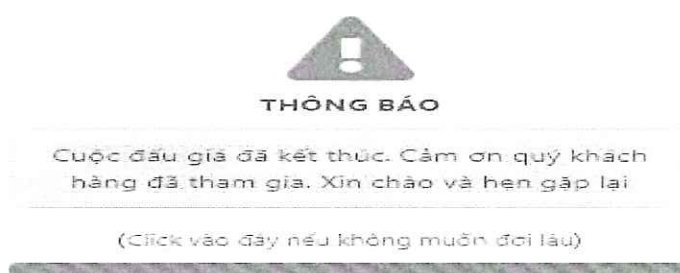 THÔNG BÁO
Cuộc đấu giá đã kết thúc. Cảm ơn quý khách
hàng đã tham gia. Xin chào và hẹn gặp lại
(Click vào đây nếu không muốn đợi lâu)